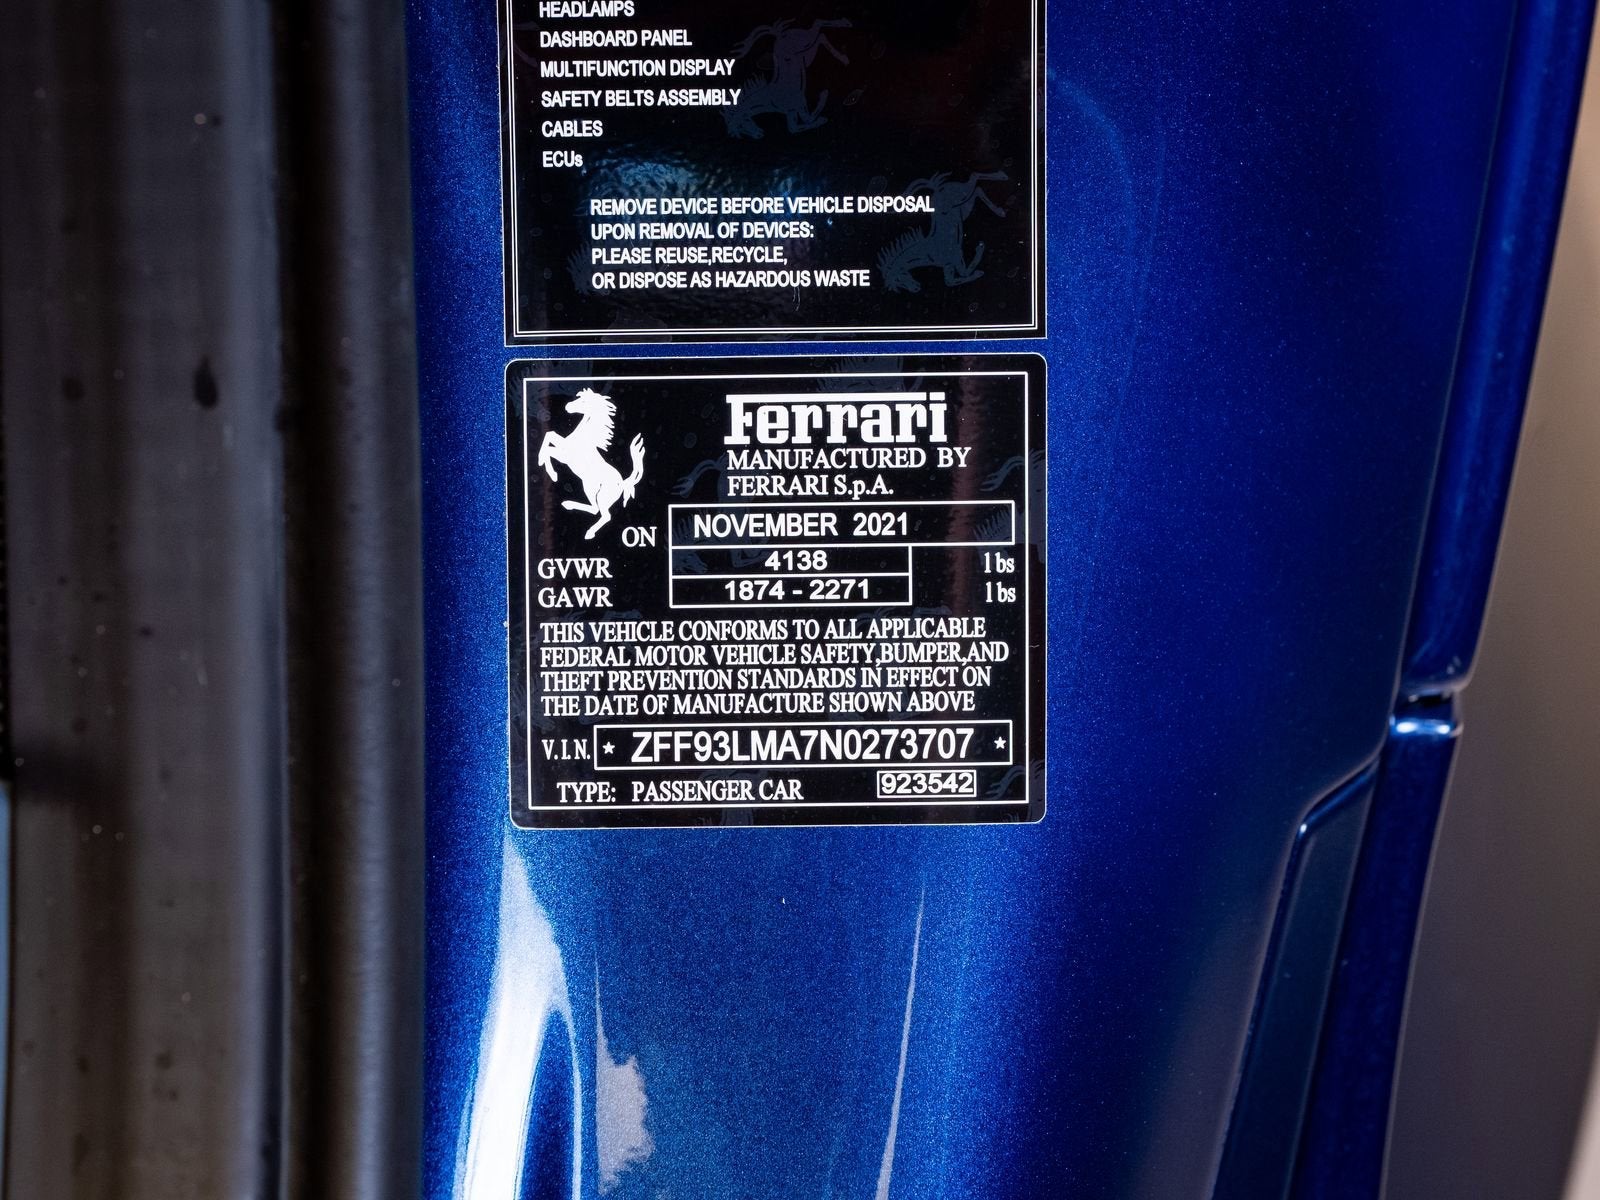 HEADLAMPS
DASHBOARD PANEL
MULTIFUNCTION DISPLAY
SAFETY BELTS ASSEMBLY
CABLES
ECUs
REMOVE DEVICE BEFORE VEHICLE DISPOSAL
UPON REMOVAL OF DEVICES:
PLEASE REUSE,RECYCLE,
OR DISPOSE AS HAZARDOUS WASTE
Ferrari
MANUFACTURED BY
FERRARI S.p.A.
ON NOVEMBER 2021
GVWR 4138 lbs
GAWR 1874 - 2271 lbs
THIS VEHICLE CONFORMS TO ALL APPLICABLE
FEDERAL MOTOR VEHICLE SAFETY,BUMPER,AND
THEFT PREVENTION STANDARDS IN EFFECT ON
THE DATE OF MANUFACTURE SHOWN ABOVE
V.I.N. * ZFF93LMA7N0273707 *
TYPE: PASSENGER CAR 923542